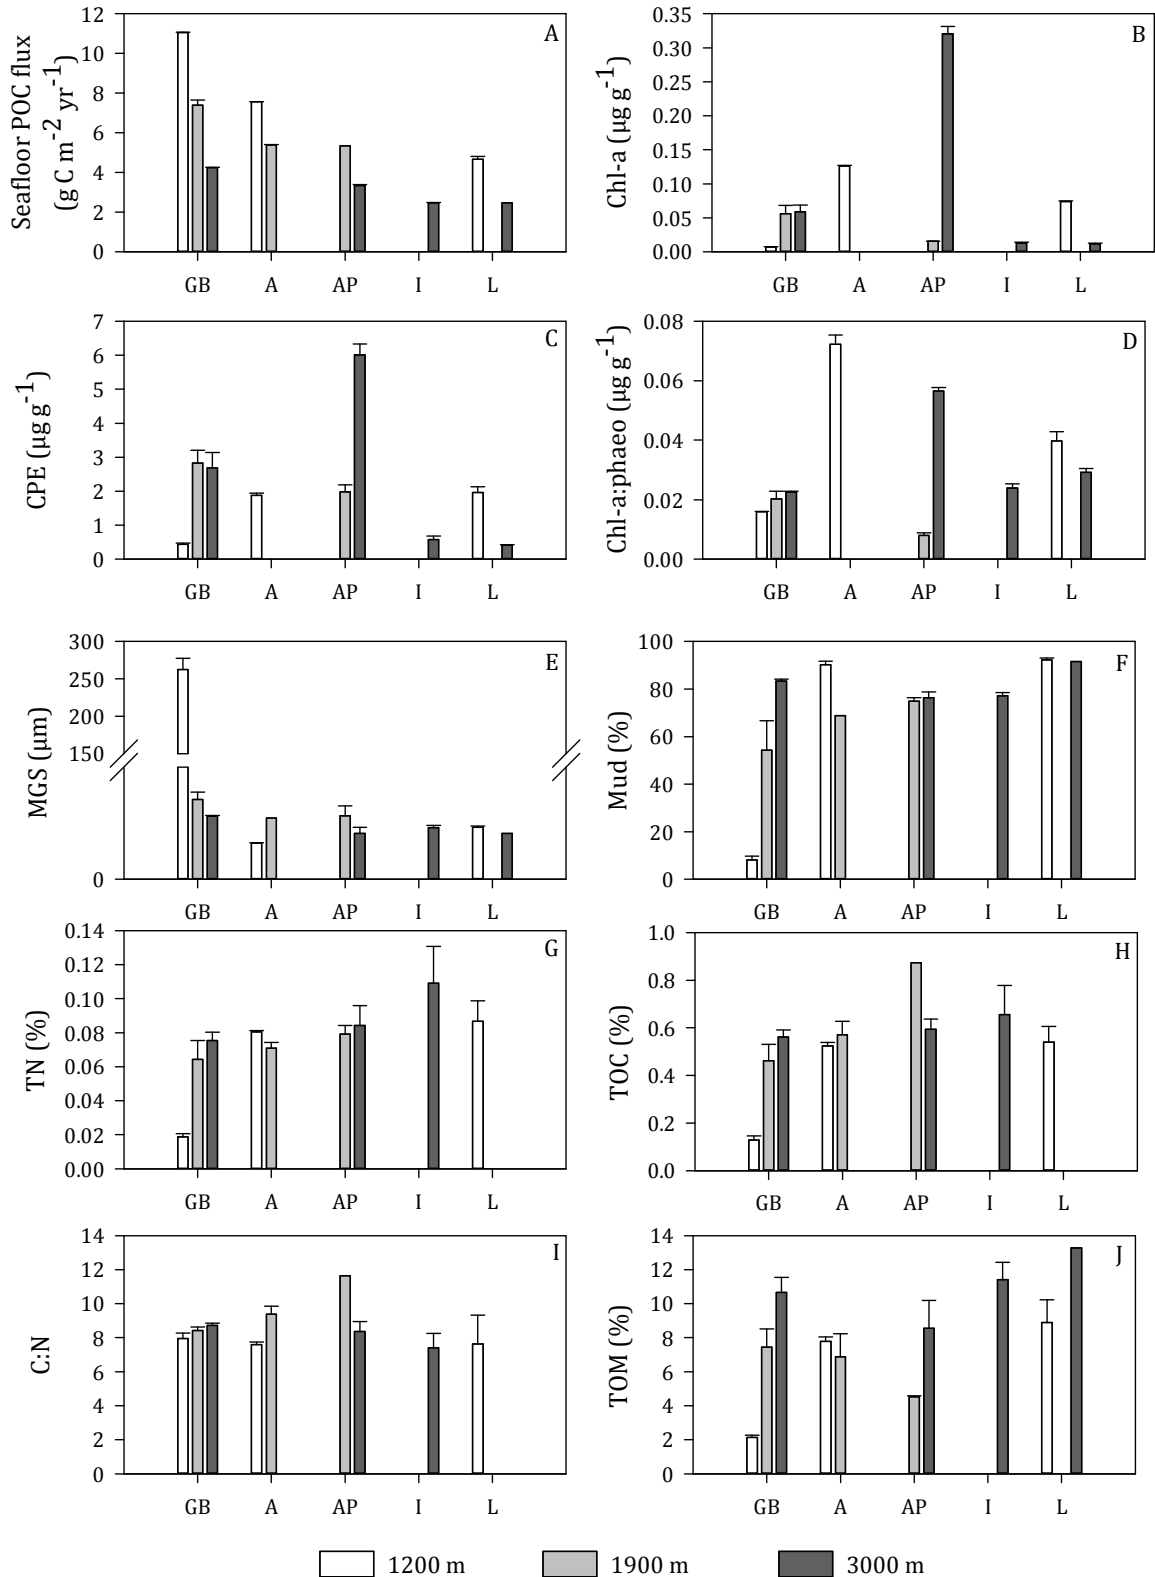 A
Seafloor POC flux
(g C m⁻² yr⁻¹)
12
10
8
6
4
2
0
GB A AP I L
B
Chl-a (µg g⁻¹)
0.35
0.30
0.25
0.20
0.15
0.10
0.05
0.00
GB A AP I L
C
CPE (µg g⁻¹)
7
6
5
4
3
2
1
0
GB A AP I L
D
Chl-a:phaeo (µg g⁻¹)
0.08
0.06
0.04
0.02
0.00
GB A AP I L
E
MGS (µm)
300
250
200
150
0
GB A AP I L
F
Mud (%)
100
80
60
40
20
0
GB A AP I L
G
TN (%)
0.14
0.12
0.10
0.08
0.06
0.04
0.02
0.00
GB A AP I L
H
TOC (%)
1.0
0.8
0.6
0.4
0.2
0.0
GB A AP I L
I
C:N
14
12
10
8
6
4
2
0
GB A AP I L
J
TOM (%)
14
12
10
8
6
4
2
0
GB A AP I L
1200 m 1900 m 3000 m